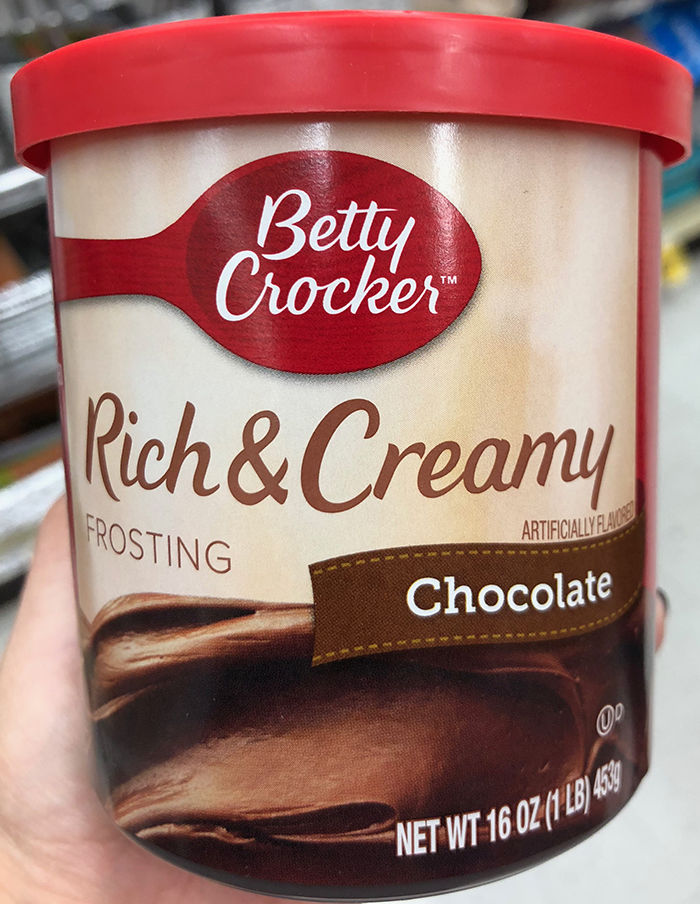 Betty
Crocker™
Rich & Creamy
FROSTING
ARTIFICIALLY FLAVORED
Chocolate
U D
NET WT 16 OZ (1 LB) 453g